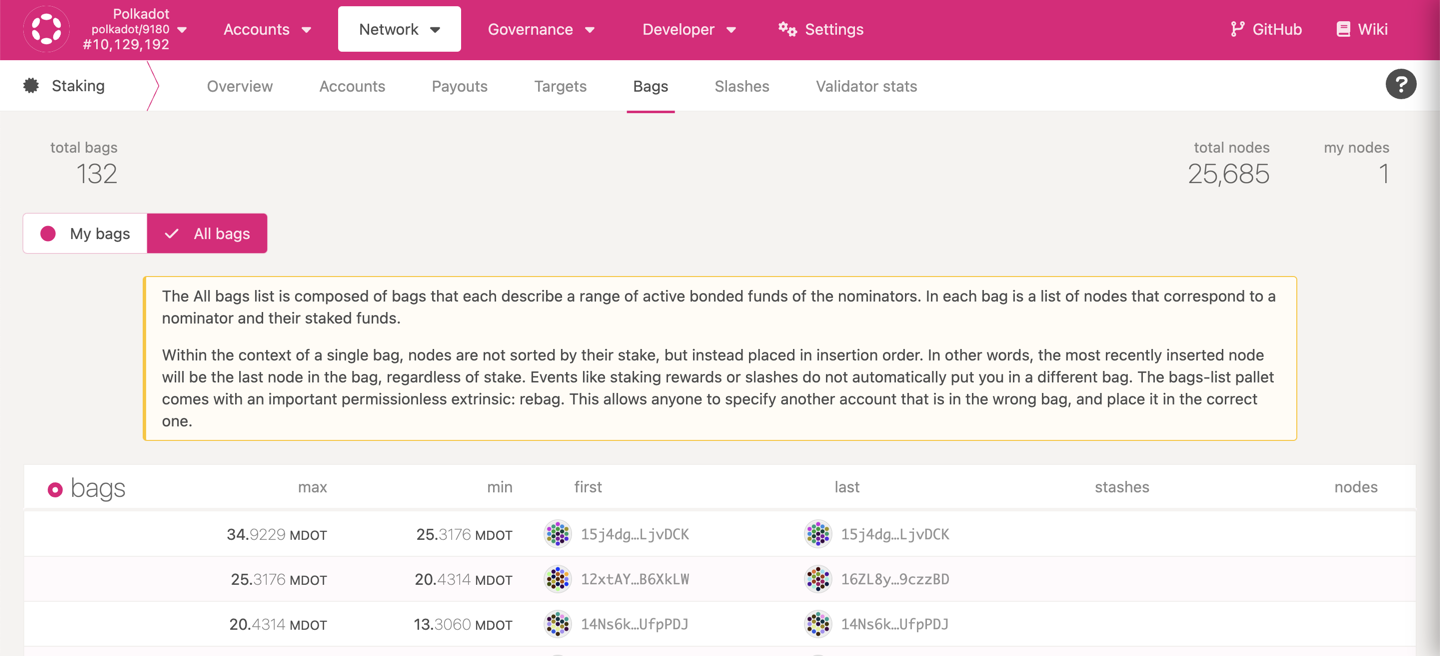 Polkadot
polkadot/9180
#10,129,192
Accounts
Network
Governance
Developer
Settings
GitHub
Wiki
Staking
Overview
Accounts
Payouts
Targets
Bags
Slashes
Validator stats
?
total bags
132
total nodes
25,685
my nodes
1
My bags
All bags
The All bags list is composed of bags that each describe a range of active bonded funds of the nominators. In each bag is a list of nodes that correspond to a
nominator and their staked funds.
Within the context of a single bag, nodes are not sorted by their stake, but instead placed in insertion order. In other words, the most recently inserted node
will be the last node in the bag, regardless of stake. Events like staking rewards or slashes do not automatically put you in a different bag. The bags-list pallet
comes with an important permissionless extrinsic: rebag. This allows anyone to specify another account that is in the wrong bag, and place it in the correct
one.
bags max min first last stashes nodes
34.9229 MDOT 25.3176 MDOT 15j4dg…LjvDCK 15j4dg…LjvDCK
25.3176 MDOT 20.4314 MDOT 12xtAY…B6XkLW 16ZL8y…9czzBD
20.4314 MDOT 13.3060 MDOT 14Ns6k…UfpPDJ 14Ns6k…UfpPDJ